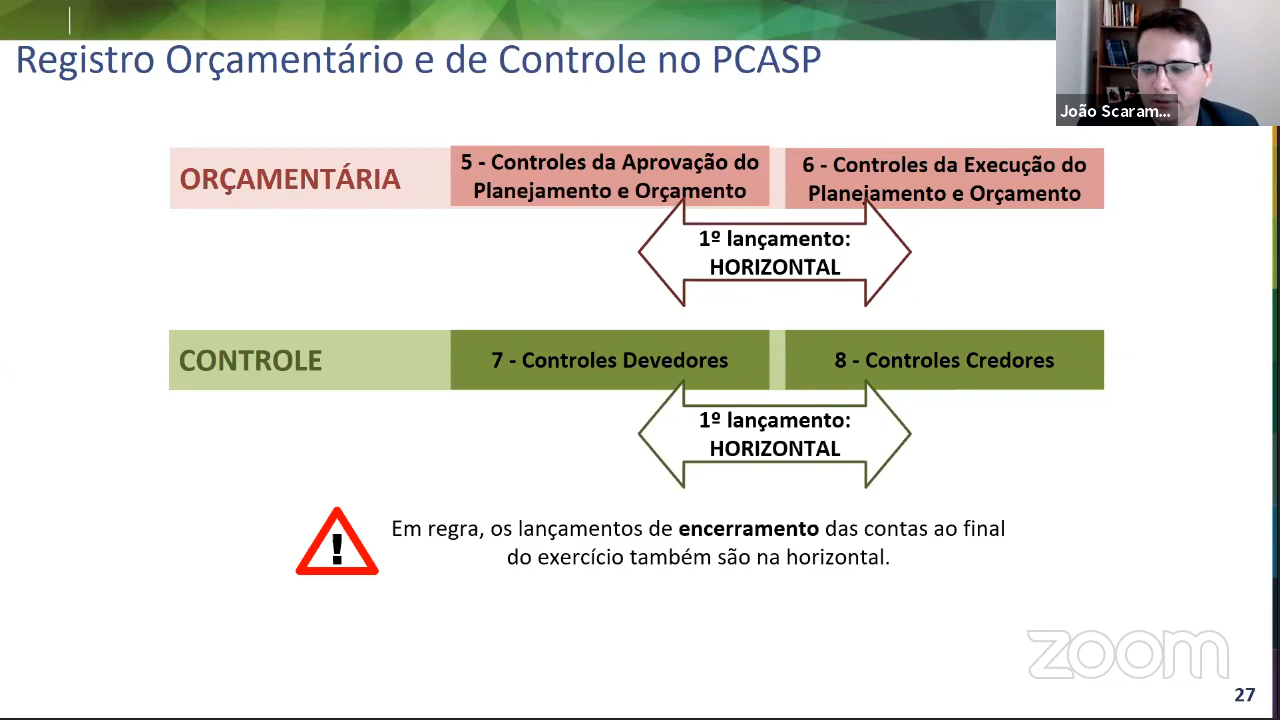 Registro Orçamentário e de Controle no PCASP
João Scaram...
ORÇAMENTÁRIA
5 - Controles da Aprovação do
Planejamento e Orçamento
6 - Controles da Execução do
Planejamento e Orçamento
1º lançamento:
HORIZONTAL
CONTROLE
7 - Controles Devedores
8 - Controles Credores
1º lançamento:
HORIZONTAL
!
Em regra, os lançamentos de encerramento das contas ao final
do exercício também são na horizontal.
zoom
27